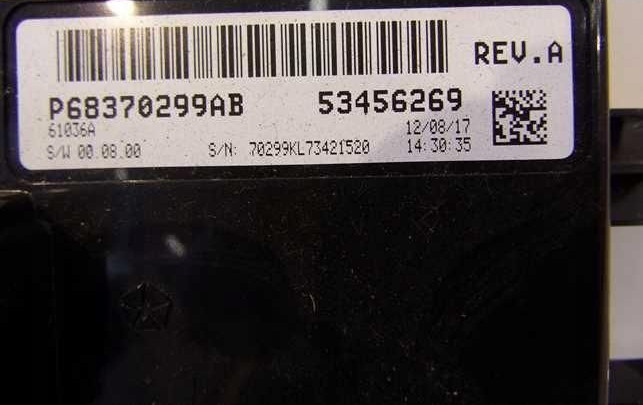 REV.A
P68370299AB 53456269
61036A 12/08/17
S/W 00.08.00 S/N: 70299KL73421520 14:30:35